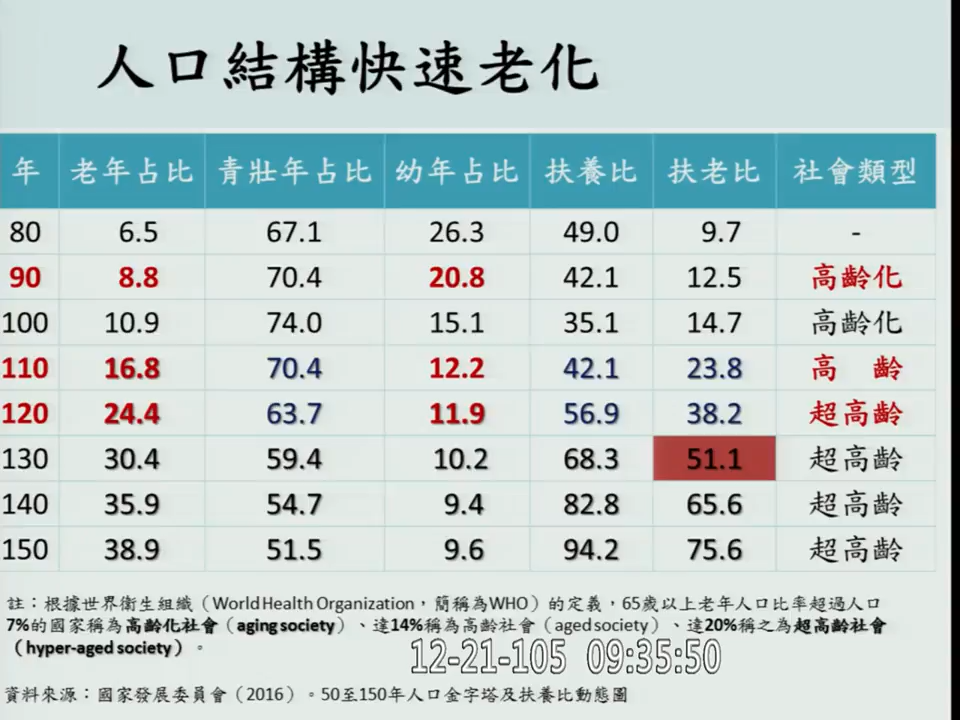 人口結構快速老化
年 老年占比 青壯年占比 幼年占比 扶養比 扶老比 社會類型
80 6.5 67.1 26.3 49.0 9.7 -
90 8.8 70.4 20.8 42.1 12.5 高齡化
100 10.9 74.0 15.1 35.1 14.7 高齡化
110 16.8 70.4 12.2 42.1 23.8 高 齡
120 24.4 63.7 11.9 56.9 38.2 超高齡
130 30.4 59.4 10.2 68.3 51.1 超高齡
140 35.9 54.7 9.4 82.8 65.6 超高齡
150 38.9 51.5 9.6 94.2 75.6 超高齡
註：根據世界衛生組織（World Health Organization，簡稱為WHO）的定義，65歲以上老年人口比率超過人口
7%的國家稱為高齡化社會（aging society）、達14%稱為高齡社會（aged society）、達20%稱之為超高齡社會
（hyper-aged society）。
12-21-105 09:35:50
資料來源：國家發展委員會（2016）。50至150年人口金字塔及扶養比動態圖